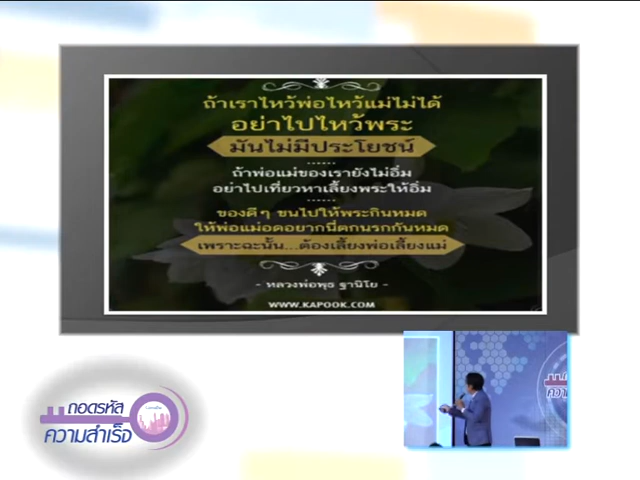 ถ้าเราไหว้พ่อไหว้แม่ไม่ได้
อย่าไปไหว้พระ
มันไม่มีประโยชน์
ถ้าพ่อแม่ของเรายังไม่อิ่ม
อย่าไปเที่ยวหาเลี้ยงพระให้อิ่ม
ของดีๆ ขนไปให้พระกินหมด
ให้พ่อแม่อดอยากนี่ตกนรกกันหมด
เพราะฉะนั้น...ต้องเลี้ยงพ่อเลี้ยงแม่
- หลวงพ่อพุธ ฐานิโย -
WWW.KAPOOK.COM
ถอดรหัส
ความสำเร็จ